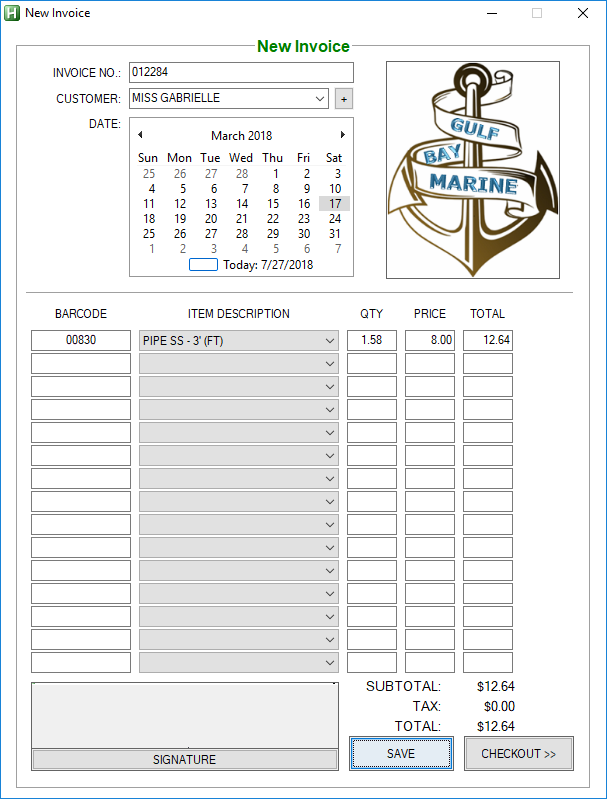 New Invoice
New Invoice
INVOICE NO.: 012284
CUSTOMER: MISS GABRIELLE +
DATE:
March 2018
Sun Mon Tue Wed Thu Fri Sat
25 26 27 28 1 2 3
4 5 6 7 8 9 10
11 12 13 14 15 16 17
18 19 20 21 22 23 24
25 26 27 28 29 30 31
1 2 3 4 5 6 7
Today: 7/27/2018
GULF
BAY
MARINE
BARCODE ITEM DESCRIPTION QTY PRICE TOTAL
00830 PIPE SS - 3' (FT) 1.58 8.00 12.64
SUBTOTAL: $12.64
TAX: $0.00
TOTAL: $12.64
SIGNATURE SAVE CHECKOUT >>